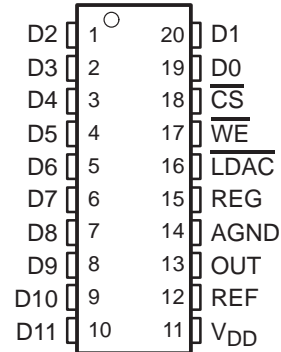 D2 1 20 D1
D3 2 19 D0
D4 3 18 CS
D5 4 17 WE
D6 5 16 LDAC
D7 6 15 REG
D8 7 14 AGND
D9 8 13 OUT
D10 9 12 REF
D11 10 11 VDD